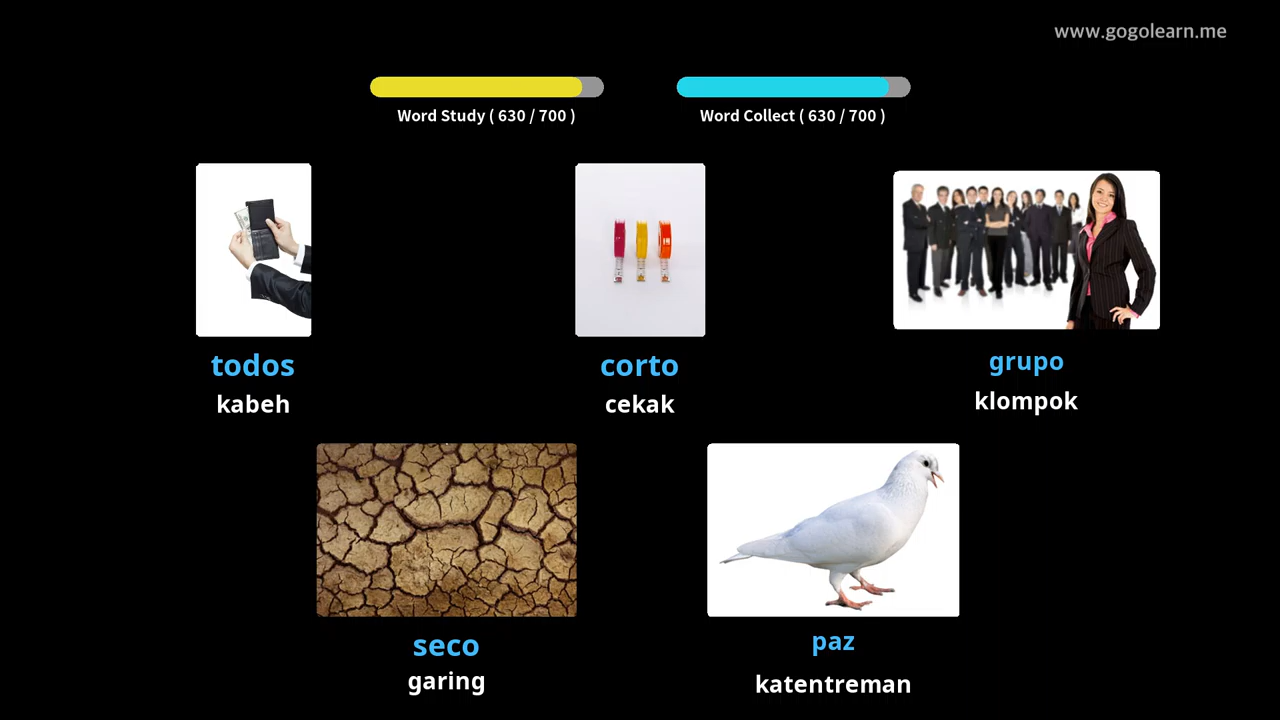 www.gogolearn.me
Word Study ( 630 / 700 )
Word Collect ( 630 / 700 )
todos
kabeh
corto
cekak
grupo
klompok
seco
garing
paz
katentreman